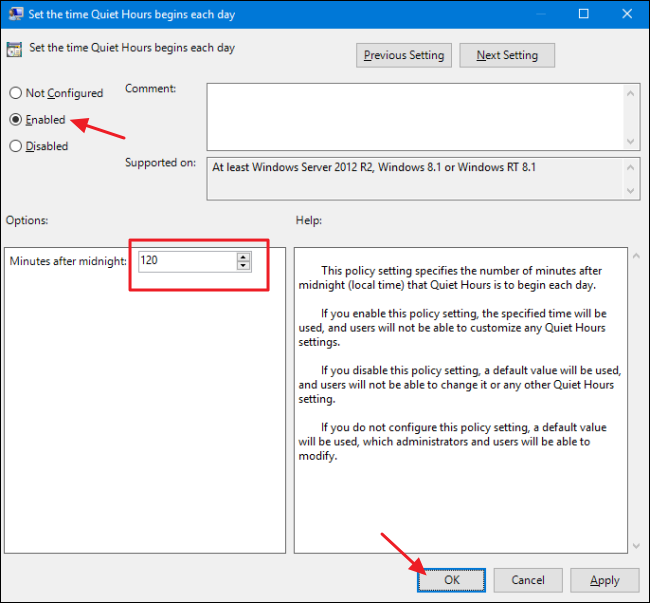 Set the time Quiet Hours begins each day
Set the time Quiet Hours begins each day
Previous Setting
Next Setting
Not Configured
Comment:
Enabled
Disabled
Supported on:
At least Windows Server 2012 R2, Windows 8.1 or Windows RT 8.1
Options:
Help:
Minutes after midnight:
120
This policy setting specifies the number of minutes after
midnight (local time) that Quiet Hours is to begin each day.
If you enable this policy setting, the specified time will be
used, and users will not be able to customize any Quiet Hours
settings.
If you disable this policy setting, a default value will be used,
and users will not be able to change it or any other Quiet Hours
setting.
If you do not configure this policy setting, a default value
will be used, which administrators and users will be able to
modify.
OK
Cancel
Apply